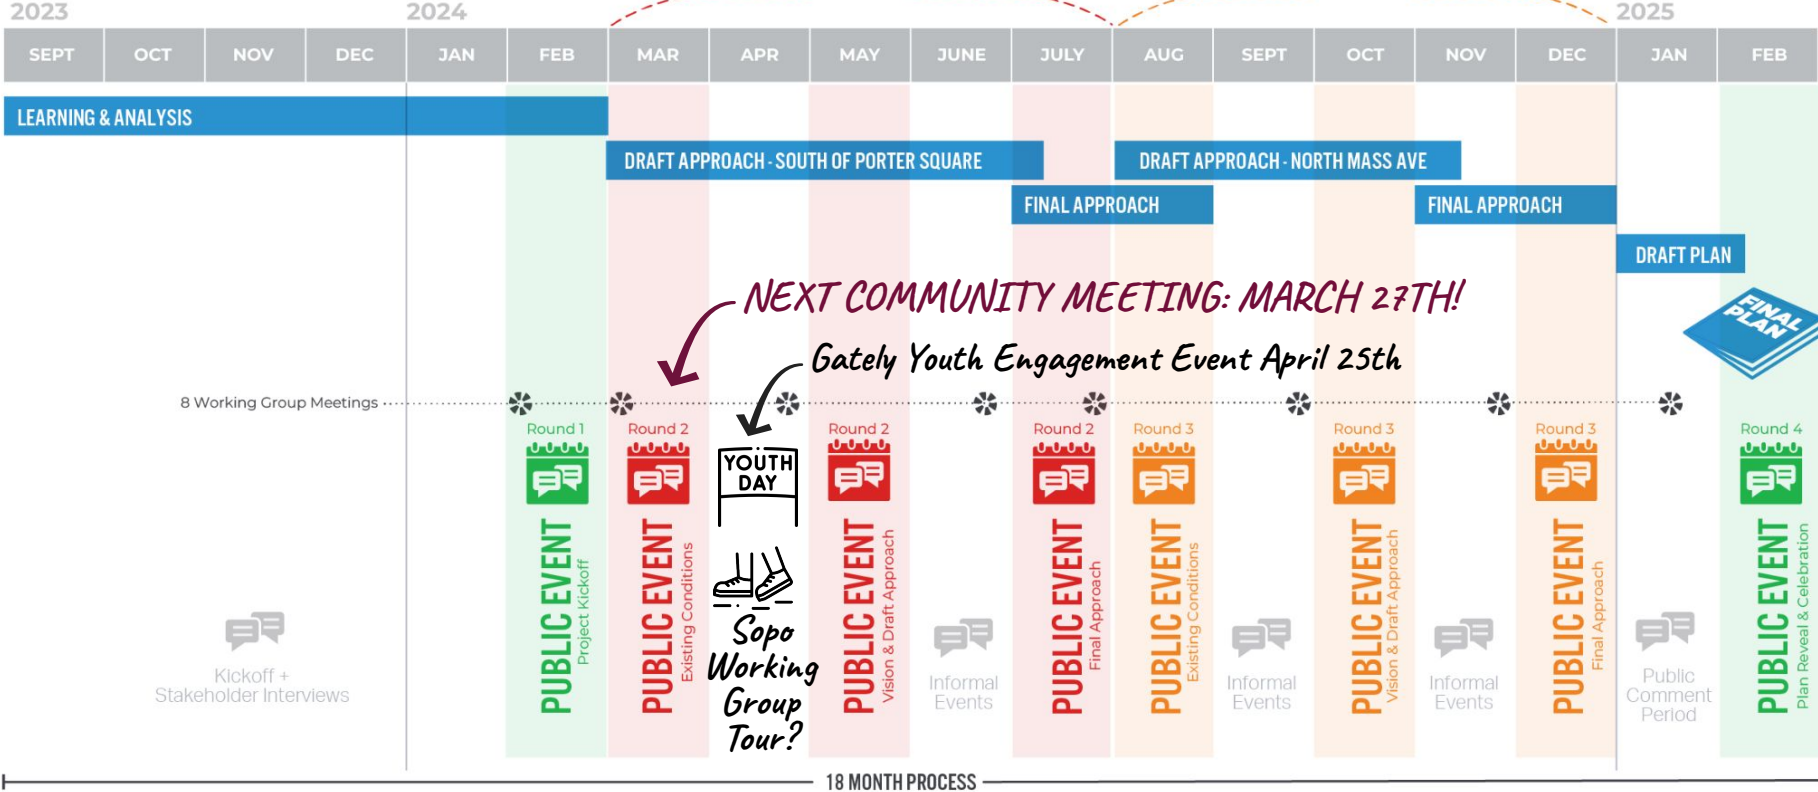 2023
2024
2025
SEPT
OCT
NOV
DEC
JAN
FEB
MAR
APR
MAY
JUNE
JULY
AUG
SEPT
OCT
NOV
DEC
JAN
FEB
LEARNING & ANALYSIS
DRAFT APPROACH - SOUTH OF PORTER SQUARE
DRAFT APPROACH - NORTH MASS AVE
FINAL APPROACH
FINAL APPROACH
DRAFT PLAN
FINAL
PLAN
NEXT COMMUNITY MEETING: MARCH 27TH!
Gately Youth Engagement Event April 25th
8 Working Group Meetings
Round 1
Round 2
Round 2
Round 2
Round 3
Round 3
Round 3
Round 4
YOUTH
DAY
PUBLIC EVENT
Project Kickoff
PUBLIC EVENT
Existing Conditions
Sopo
Working
Group
Tour?
PUBLIC EVENT
Vision & Draft Approach
PUBLIC EVENT
Final Approach
PUBLIC EVENT
Existing Conditions
PUBLIC EVENT
Vision & Draft Approach
PUBLIC EVENT
Final Approach
PUBLIC EVENT
Plan Reveal & Celebration
Kickoff +
Stakeholder Interviews
Informal
Events
Informal
Events
Informal
Events
Public
Comment
Period
18 MONTH PROCESS